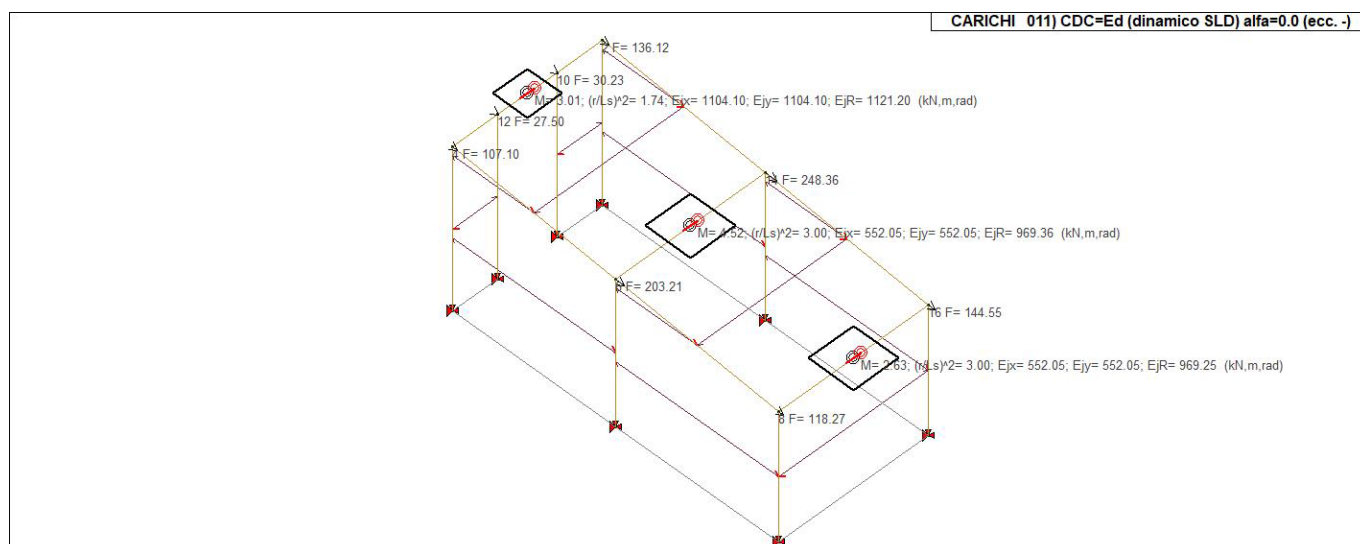 CARICHI 011) CDC=Ed (dinamico SLD) alfa=0.0 (ecc. -)
F= 136.12
10 F= 30.23
M= 3.01; (r/Ls)^2= 1.74; Ejx= 1104.10; Ejy= 1104.10; EjR= 1121.20 (kN,m,rad)
12 F= 27.50
F= 107.10
F= 248.36
M= 4.52; (r/Ls)^2= 3.00; Ejx= 552.05; Ejy= 552.05; EjR= 969.36 (kN,m,rad)
F= 203.21
16 F= 144.55
M= 2.63; (r/Ls)^2= 3.00; Ejx= 552.05; Ejy= 552.05; EjR= 969.25 (kN,m,rad)
8 F= 118.27